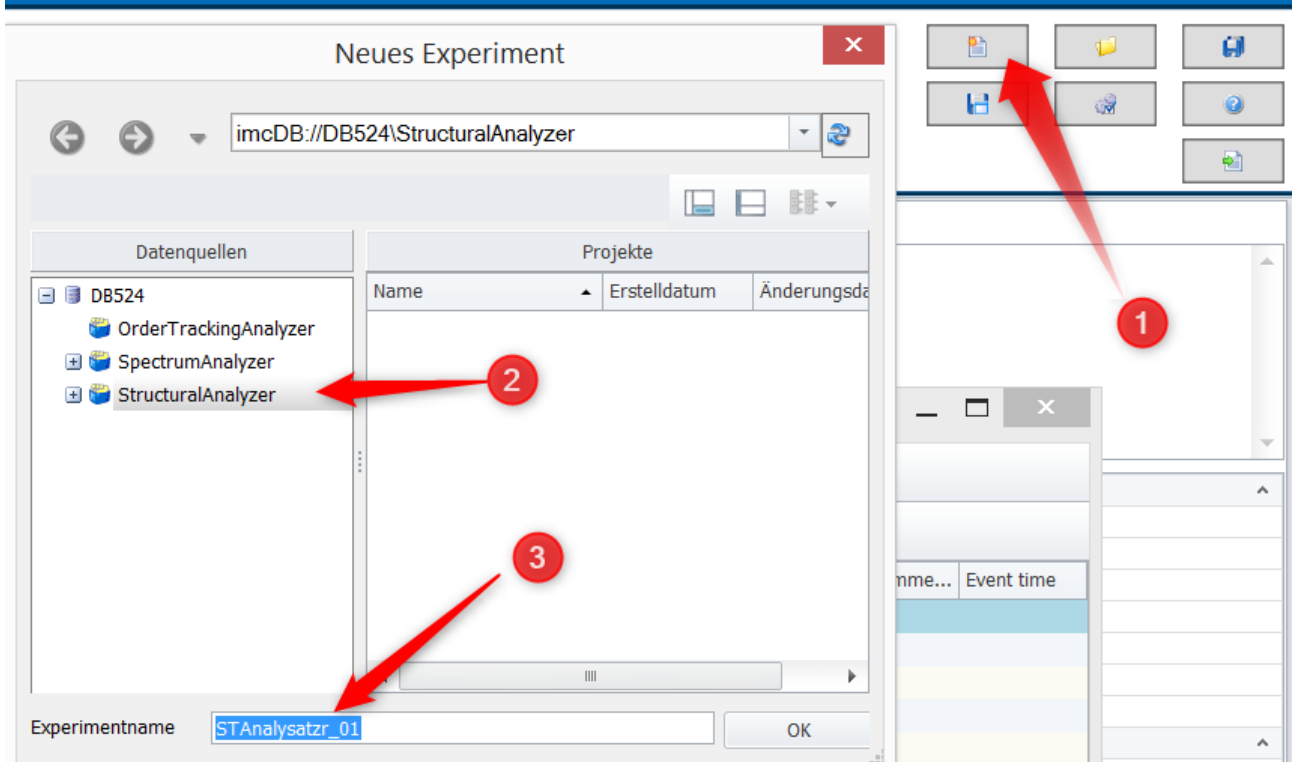 Neues Experiment
imcDB://DB524\StructuralAnalyzer
Datenquellen
Projekte
Name
Erstelldatum
Änderungsda
DB524
OrderTrackingAnalyzer
SpectrumAnalyzer
StructuralAnalyzer
1
2
3
mme... Event time
Experimentname STAnalysatzr_01 OK